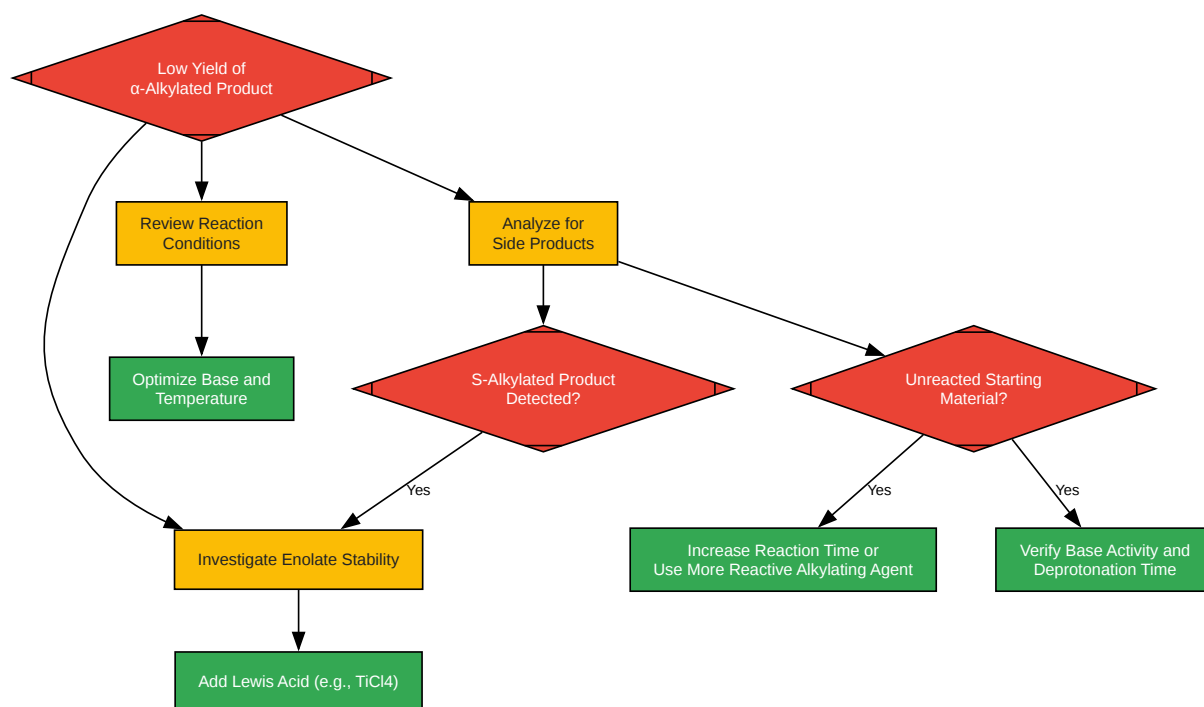 Low Yield of
α-Alkylated Product
Review Reaction
Conditions
Analyze for
Side Products
Optimize Base and
Temperature
S-Alkylated Product
Detected?
Unreacted Starting
Material?
Yes
Yes
Yes
Investigate Enolate Stability
Increase Reaction Time or
Use More Reactive Alkylating Agent
Verify Base Activity and
Deprotonation Time
Add Lewis Acid (e.g., TiCl4)